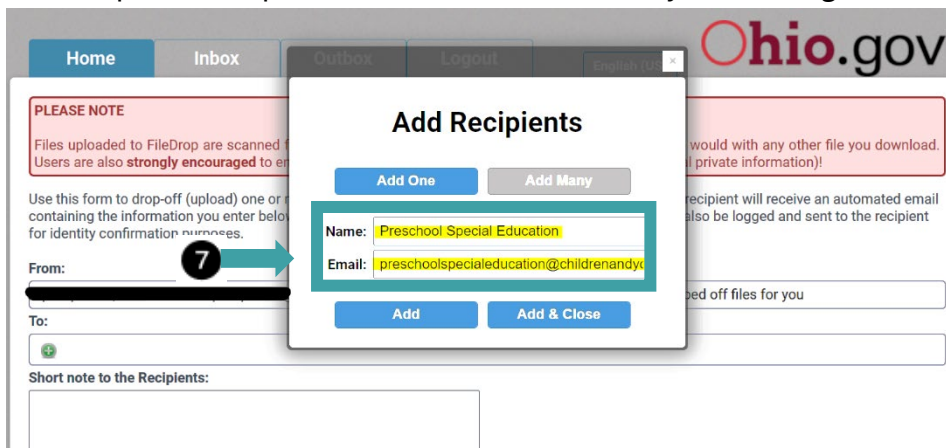 Home Inbox Outbox Logout English (US Ohio.gov
PLEASE NOTE
Files uploaded to FileDrop are scanned would with any other file you download.
Users are also strongly encouraged to private information)!
Use this form to drop-off (upload) one or recipient will receive an automated email
containing the information you enter also be logged and sent to the recipient
for identity confirmation purposes.
Add Recipients
Add One Add Many
Name: Preschool Special Education
Email: preschoolspecialeducation@childrenandyo
Add Add & Close
7
From:
off files for you
To:
Short note to the Recipients: